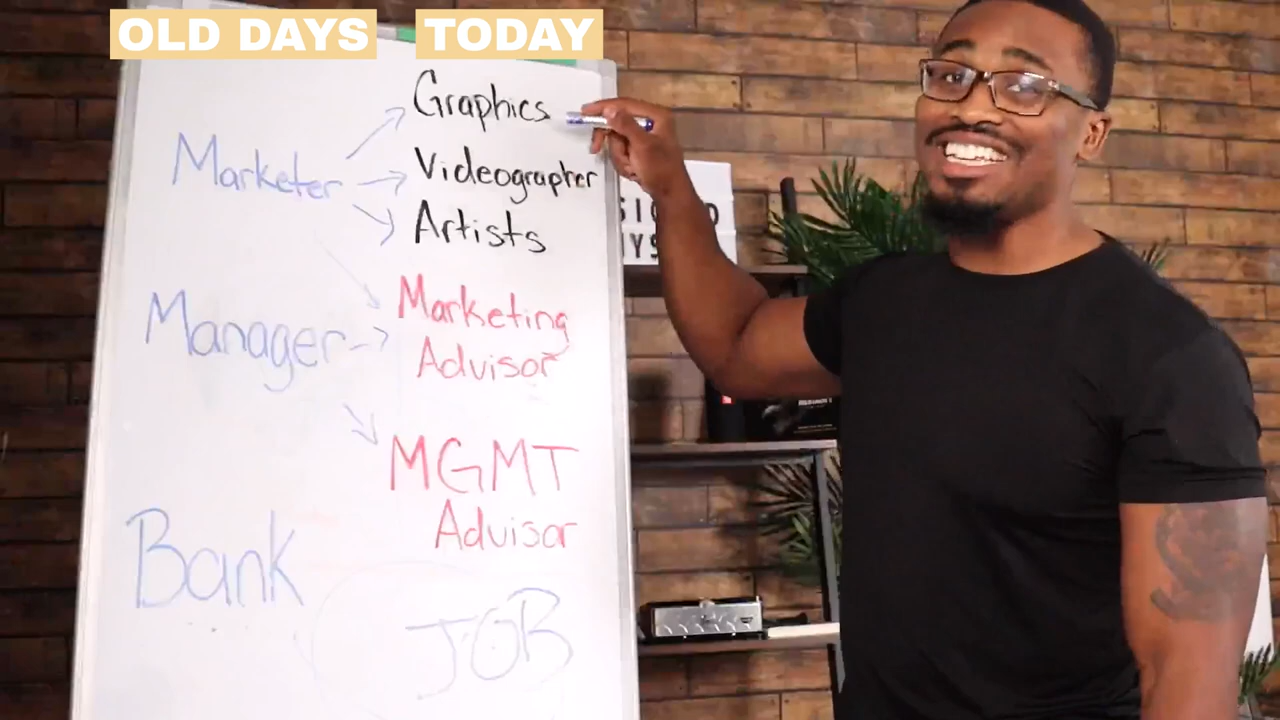 OLD DAYS TODAY
Graphics
Marketer
Videographer
Artists
Marketing
Manager
Advisor
MGMT
Advisor
Bank
JOB